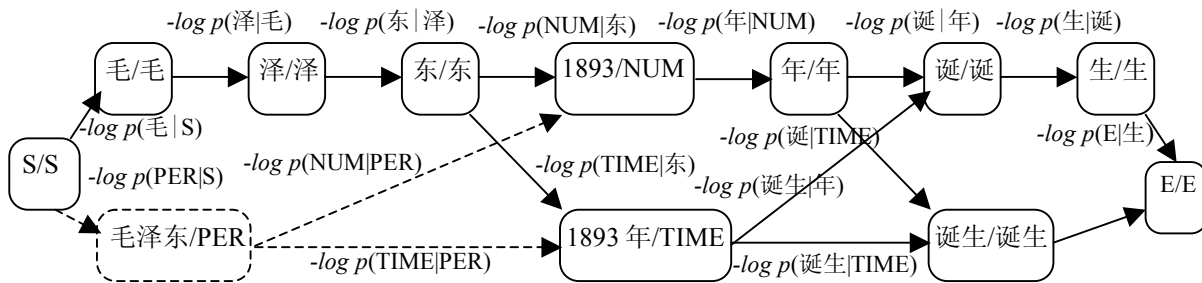 -log p(泽|毛) -log p(东|泽) -log p(NUM|东) -log p(年|NUM) -log p(诞|年) -log p(生|诞)
毛/毛 泽/泽 东/东 1893/NUM 年/年 诞/诞 生/生
-log p(毛|S) -log p(诞|TIME) -log p(E|生)
S/S -log p(NUM|PER) -log p(TIME|东)
-log p(PER|S) -log p(诞生|年) E/E
毛泽东/PER 1893 年/TIME 诞生/诞生
-log p(TIME|PER) -log p(诞生|TIME)